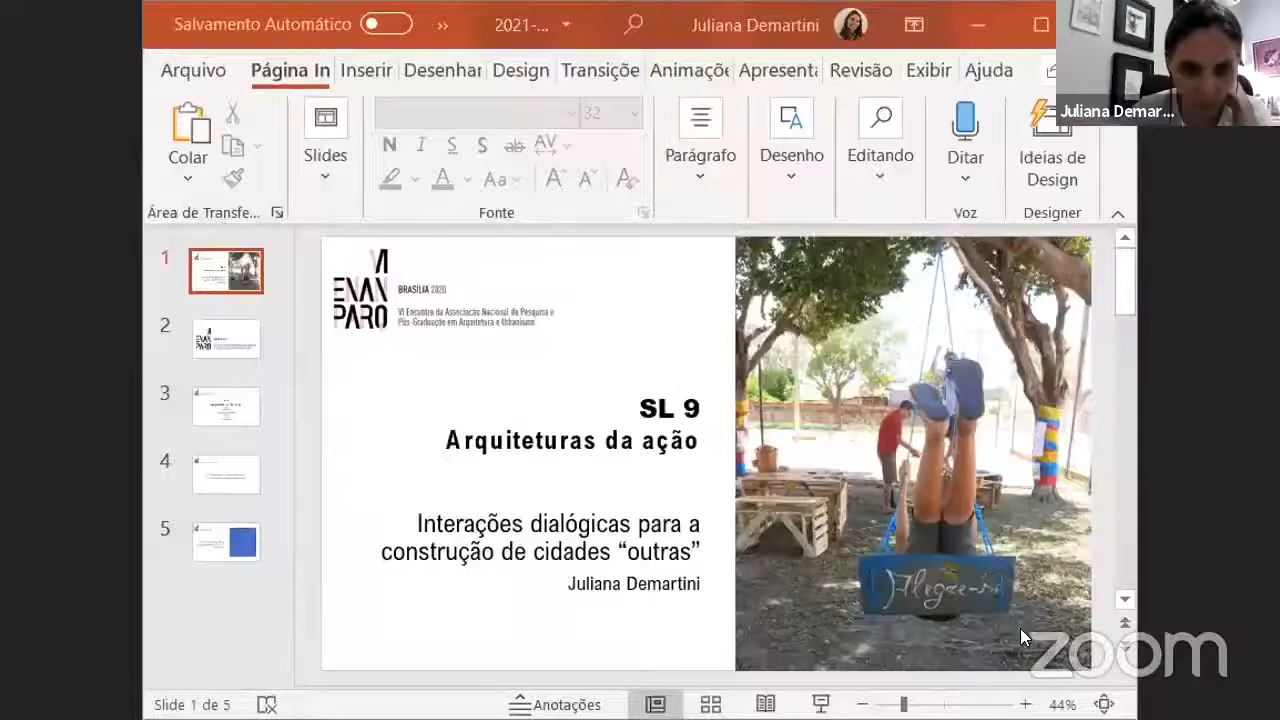 Salvamento Automático
2021-...
Juliana Demartini
Arquivo Página In Inserir Desenhar Design Transiçõe Animaçõe Apresenta Revisão Exibir Ajuda
Juliana Demar...
Colar
Slides
32
N I S S ab AV
A Aa A A A
Parágrafo
Desenho
Editando
Ditar
Ideias de
Design
Área de Transfe...
Fonte
Voz
Designer
1
2
3
4
5
VI
ENAN
PARQ
BRASÍLIA 2020
VI Encontro da Associação Nacional de Pesquisa e
Pós-Graduação em Arquitetura e Urbanismo
SL 9
Arquiteturas da ação
Interações dialógicas para a
construção de cidades “outras”
Juliana Demartini
Alegre-se
zoom
Slide 1 de 5
Anotações
44%